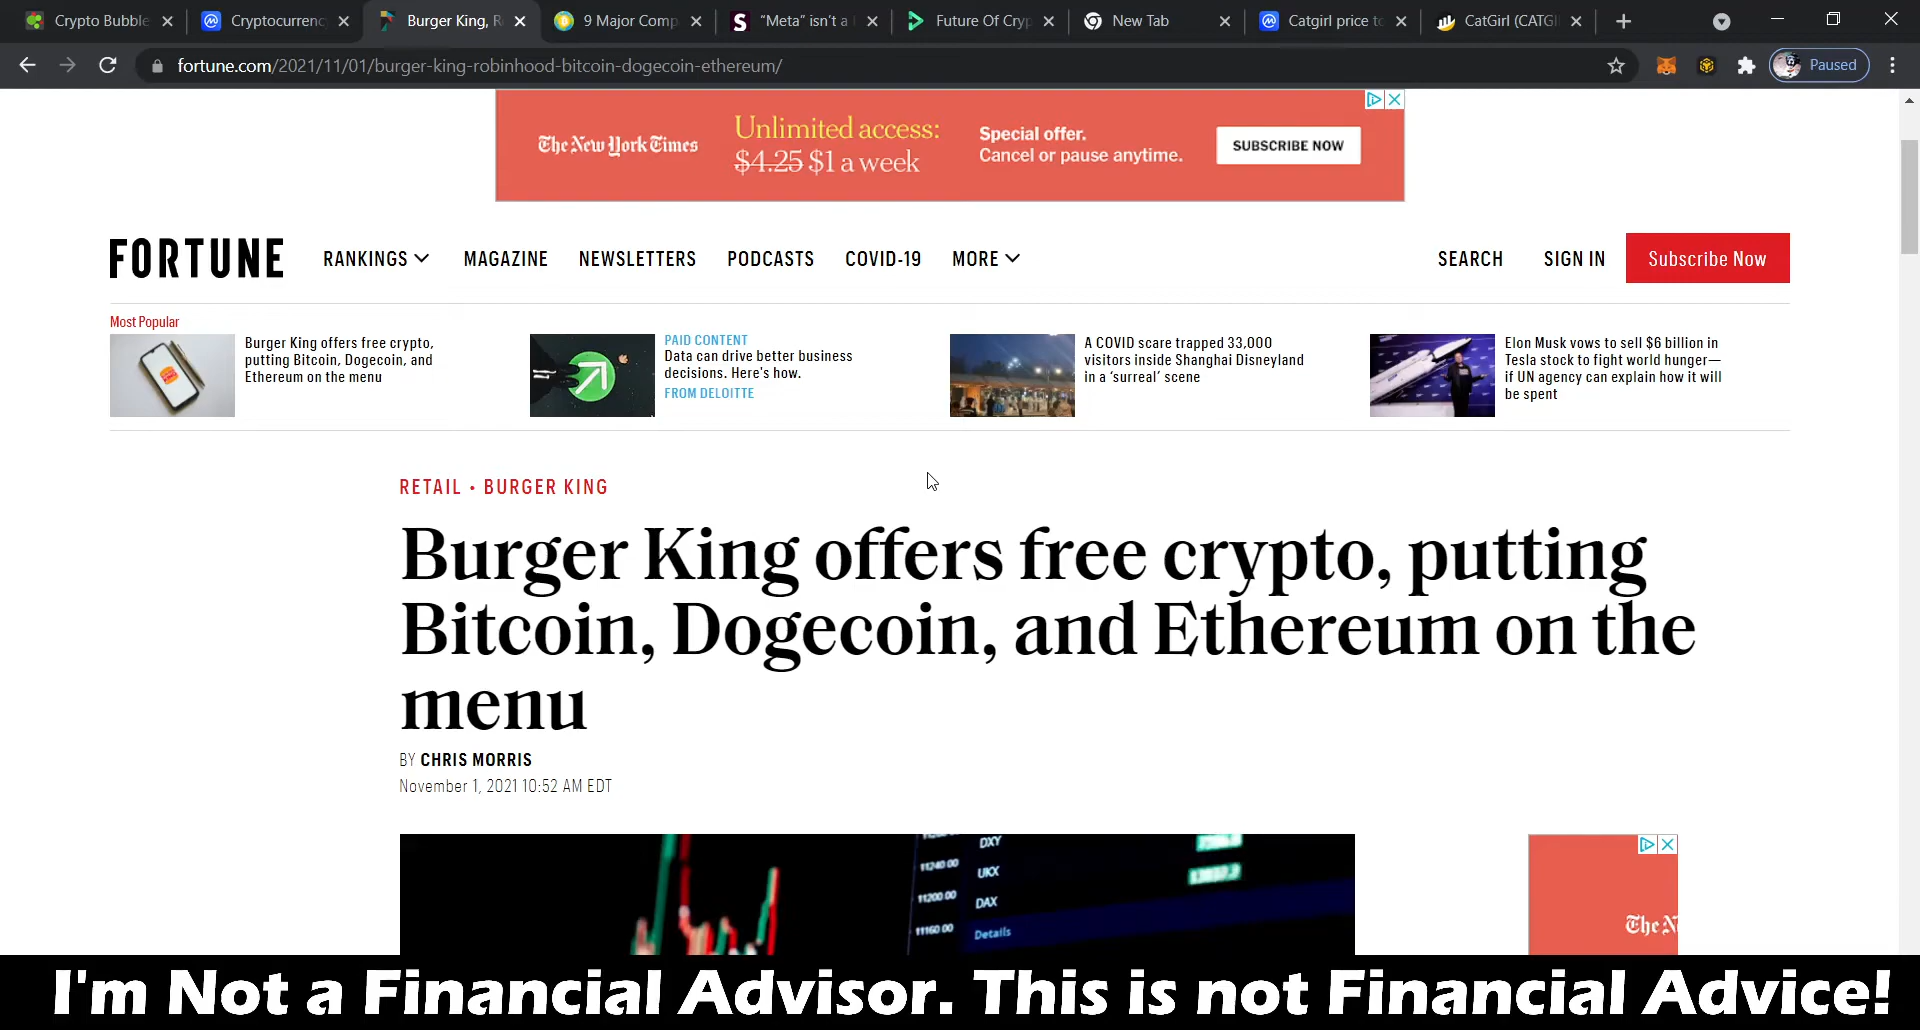 Crypto Bubble
Cryptocurrenc
Burger King, R
9 Major Comp
S
"Meta" isn't a
Future Of Cryp
New Tab
Catgirl price to
CatGirl (CATGI
fortune.com/2021/11/01/burger-king-robinhood-bitcoin-dogecoin-ethereum/
Paused
The New York Times
Unlimited access:
$4.25 $1 a week
Special offer.
Cancel or pause anytime.
SUBSCRIBE NOW
FORTUNE
RANKINGS
MAGAZINE
NEWSLETTERS
PODCASTS
COVID-19
MORE
SEARCH
SIGN IN
Subscribe Now
Most Popular
Burger King offers free crypto,
putting Bitcoin, Dogecoin, and
Ethereum on the menu
PAID CONTENT
Data can drive better business
decisions. Here's how.
FROM DELOITTE
A COVID scare trapped 33,000
visitors inside Shanghai Disneyland
in a 'surreal' scene
Elon Musk vows to sell $6 billion in
Tesla stock to fight world hunger—
if UN agency can explain how it will
be spent
RETAIL • BURGER KING
Burger King offers free crypto, putting
Bitcoin, Dogecoin, and Ethereum on the
menu
BY CHRIS MORRIS
November 1, 2021 10:52 AM EDT
DXY
11240.00
UKX
11200.00
DAX
11160.00
Details
The N
I'm Not a Financial Advisor. This is not Financial Advice!